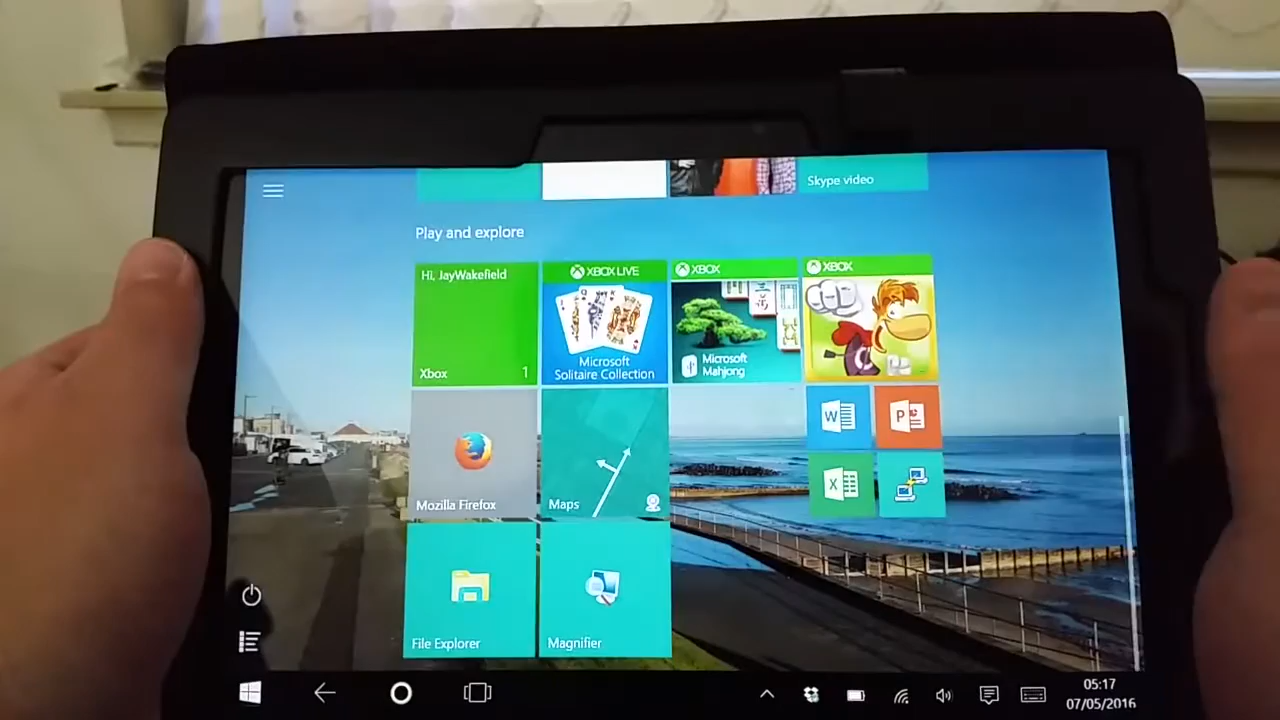 Skype video
Play and explore
Hi, JayWakefield
XBOX LIVE
XBOX
XBOX
Xbox
1
Microsoft
Solitaire Collection
Microsoft
Mahjong
W
P
Mozilla Firefox
Maps
X
File Explorer
Magnifier
05:17
07/05/2016